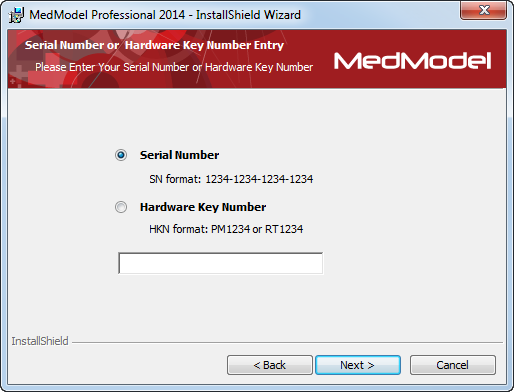 MedModel Professional 2014 - InstallShield Wizard
Serial Number or Hardware Key Number Entry
Please Enter Your Serial Number or Hardware Key Number
MedModel
Serial Number
SN format: 1234-1234-1234-1234
Hardware Key Number
HKN format: PM1234 or RT1234
InstallShield
< Back
Next >
Cancel